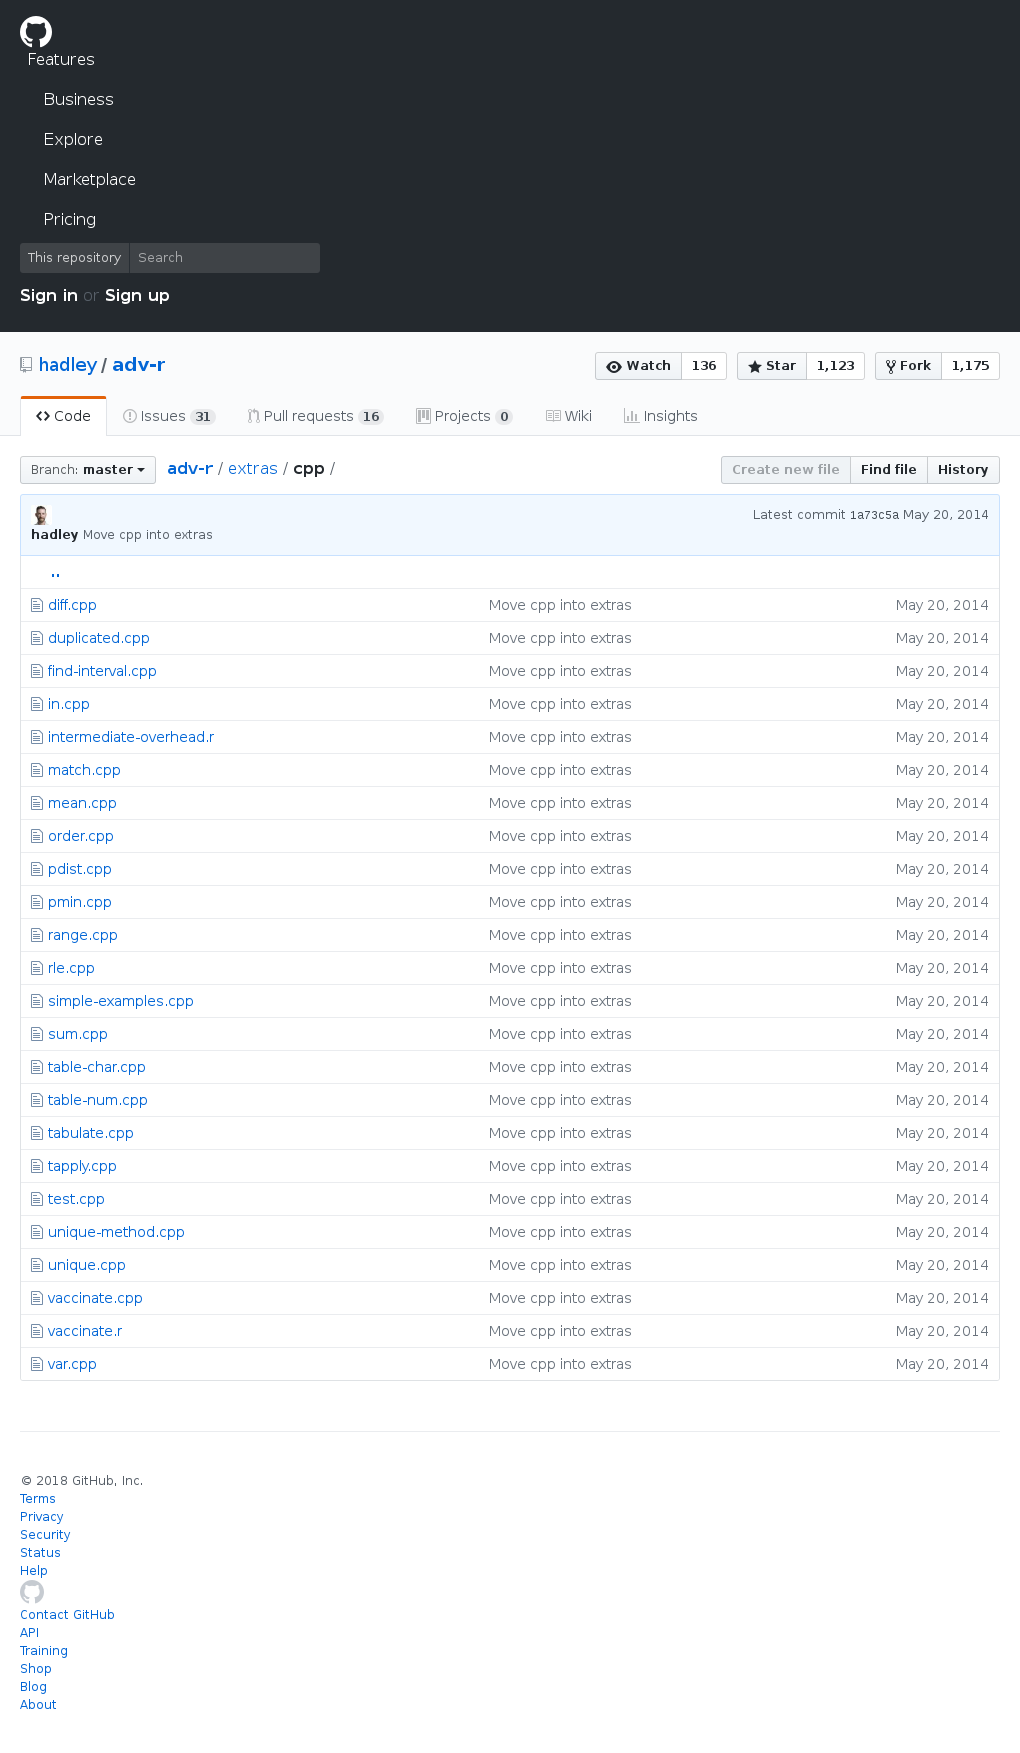 Features
Business
Explore
Marketplace
Pricing
This repository Search
Sign in or Sign up
hadley / adv-r Watch 136 Star 1,123 Fork 1,175
Code Issues 31 Pull requests 16 Projects 0 Wiki Insights
Branch: master adv-r / extras / cpp / Create new file Find file History
Latest commit 1a73c5a May 20, 2014
hadley Move cpp into extras
..
diff.cpp Move cpp into extras May 20, 2014
duplicated.cpp Move cpp into extras May 20, 2014
find-interval.cpp Move cpp into extras May 20, 2014
in.cpp Move cpp into extras May 20, 2014
intermediate-overhead.r Move cpp into extras May 20, 2014
match.cpp Move cpp into extras May 20, 2014
mean.cpp Move cpp into extras May 20, 2014
order.cpp Move cpp into extras May 20, 2014
pdist.cpp Move cpp into extras May 20, 2014
pmin.cpp Move cpp into extras May 20, 2014
range.cpp Move cpp into extras May 20, 2014
rle.cpp Move cpp into extras May 20, 2014
simple-examples.cpp Move cpp into extras May 20, 2014
sum.cpp Move cpp into extras May 20, 2014
table-char.cpp Move cpp into extras May 20, 2014
table-num.cpp Move cpp into extras May 20, 2014
tabulate.cpp Move cpp into extras May 20, 2014
tapply.cpp Move cpp into extras May 20, 2014
test.cpp Move cpp into extras May 20, 2014
unique-method.cpp Move cpp into extras May 20, 2014
unique.cpp Move cpp into extras May 20, 2014
vaccinate.cpp Move cpp into extras May 20, 2014
vaccinate.r Move cpp into extras May 20, 2014
var.cpp Move cpp into extras May 20, 2014
© 2018 GitHub, Inc.
Terms
Privacy
Security
Status
Help
Contact GitHub
API
Training
Shop
Blog
About